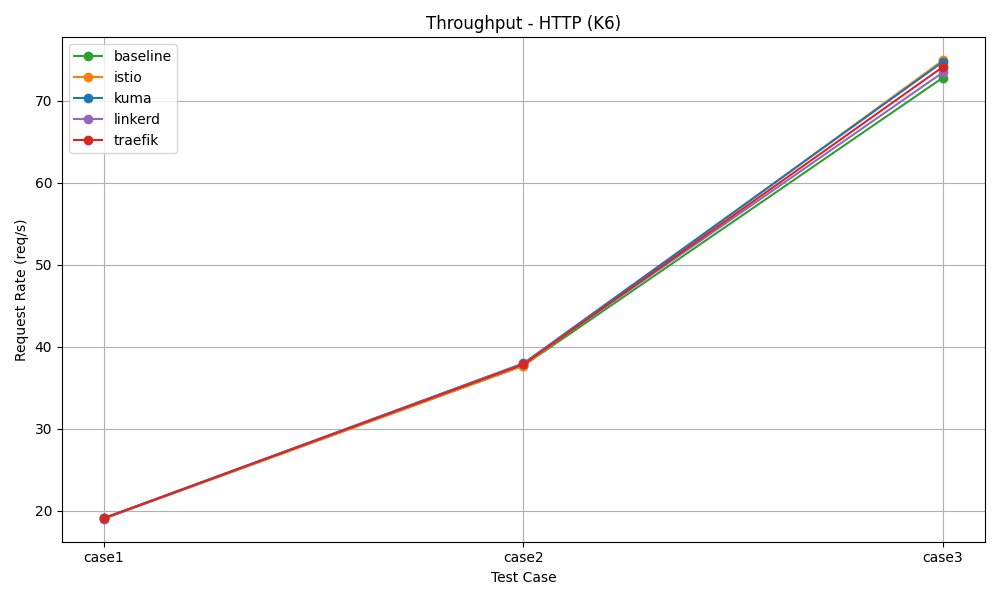 Throughput - HTTP (K6)
baseline
istio
kuma
linkerd
traefik
Request Rate (req/s)
70
60
50
40
30
20
case1
case2
case3
Test Case